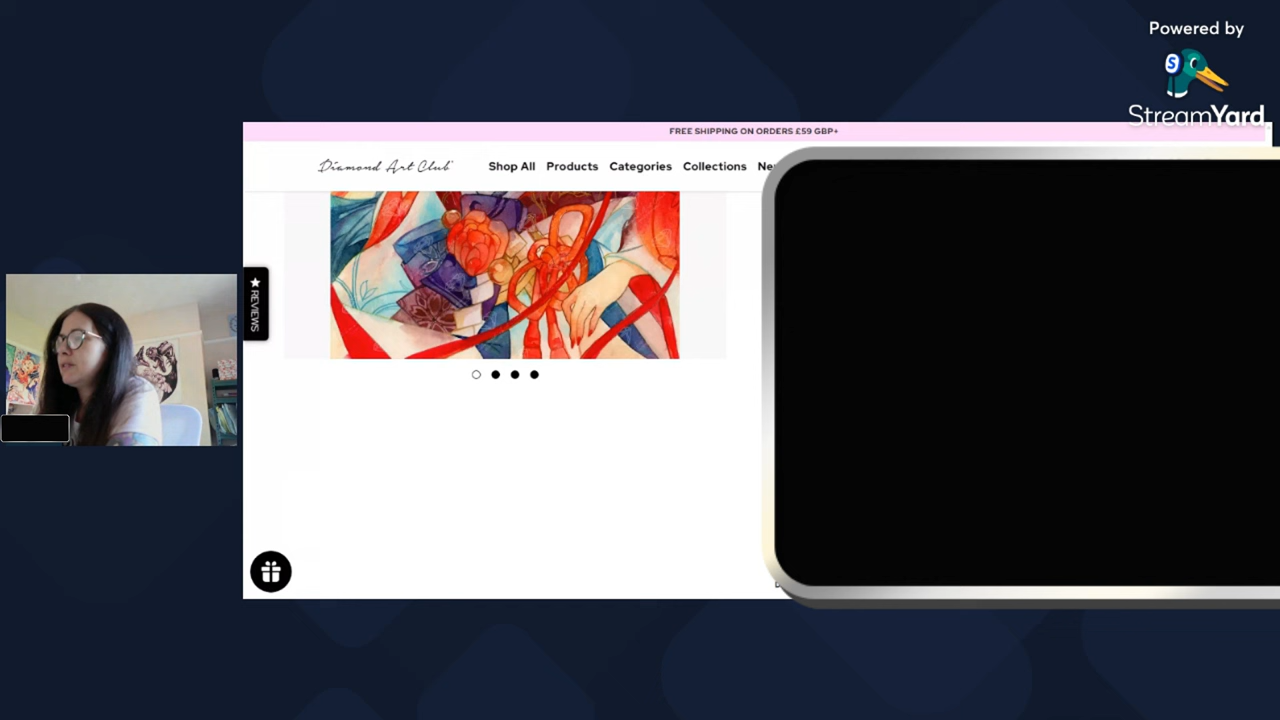 Powered by
StreamYard
FREE SHIPPING ON ORDERS £59 GBP+
Diamond Art Club
Shop All Products Categories Collections
REVIEWS